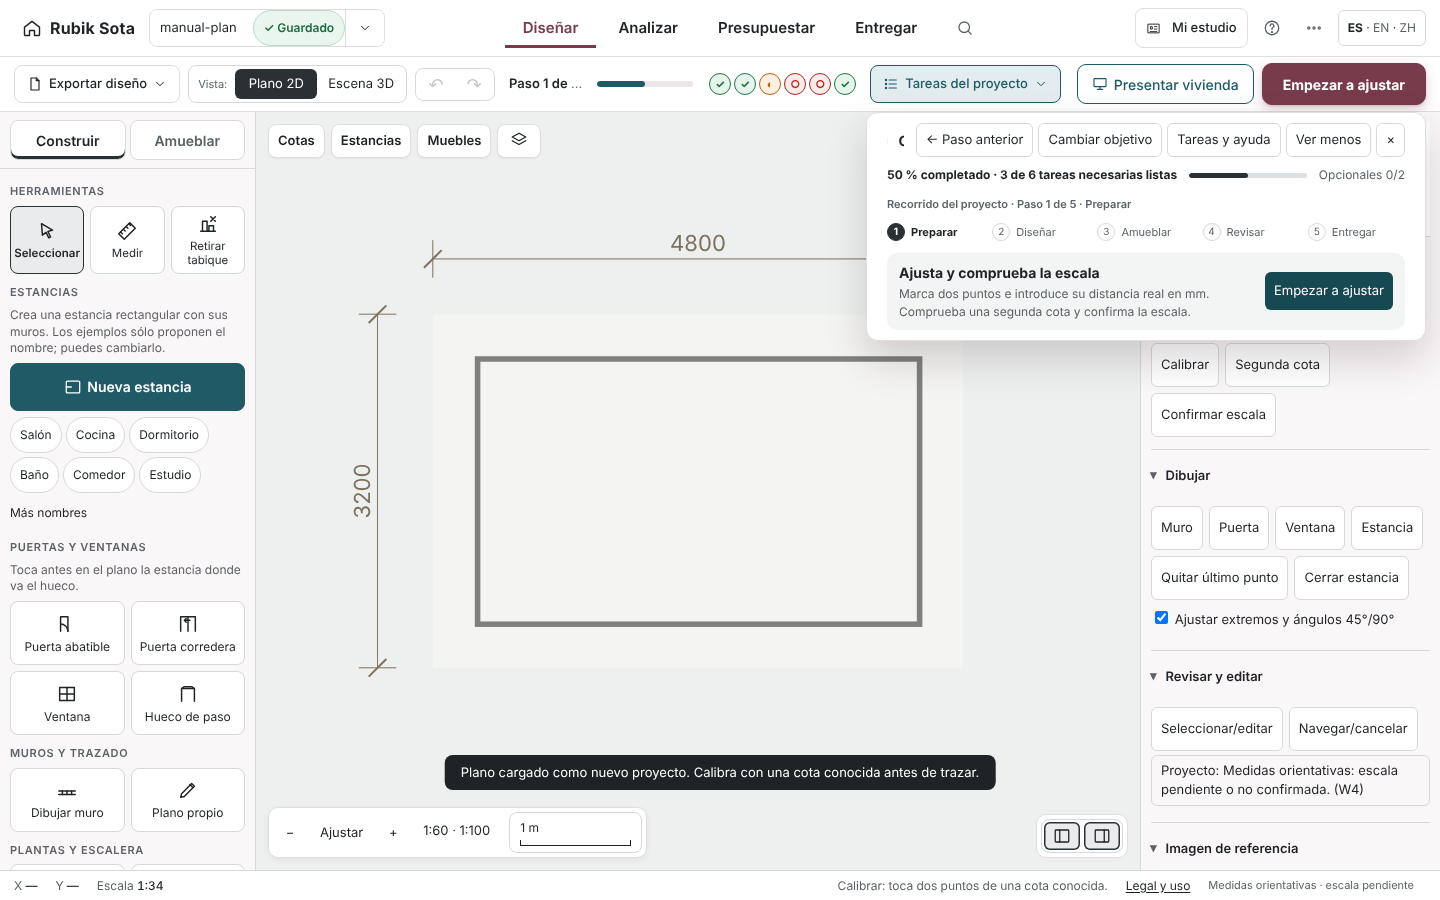 Rubik Sota
manual-plan
✓ Guardado
Diseñar
Analizar
Presupuestar
Entregar
Mi estudio
ES · EN · ZH
Exportar diseño
Vista:
Plano 2D
Escena 3D
Paso 1 de ...
Tareas del proyecto
Presentar vivienda
Empezar a ajustar
Construir
Amueblar
HERRAMIENTAS
Seleccionar
Medir
Retirar
tabique
ESTANCIAS
Crea una estancia rectangular con sus
muros. Los ejemplos sólo proponen el
nombre; puedes cambiarlo.
Nueva estancia
Salón
Cocina
Dormitorio
Baño
Comedor
Estudio
Más nombres
PUERTAS Y VENTANAS
Toca antes en el plano la estancia donde
va el hueco.
Puerta abatible
Puerta corredera
Ventana
Hueco de paso
MUROS Y TRAZADO
Dibujar muro
Plano propio
PLANTAS Y ESCALERA
Cotas
Estancias
Muebles
4800
3200
← Paso anterior
Cambiar objetivo
Tareas y ayuda
Ver menos
×
50 % completado · 3 de 6 tareas necesarias listas
Opcionales 0/2
Recorrido del proyecto · Paso 1 de 5 · Preparar
1 Preparar
2 Diseñar
3 Amueblar
4 Revisar
5 Entregar
Ajusta y comprueba la escala
Marca dos puntos e introduce su distancia real en mm.
Comprueba una segunda cota y confirma la escala.
Empezar a ajustar
Calibrar
Segunda cota
Confirmar escala
▼ Dibujar
Muro
Puerta
Ventana
Estancia
Quitar último punto
Cerrar estancia
Ajustar extremos y ángulos 45°/90°
▼ Revisar y editar
Seleccionar/editar
Navegar/cancelar
Proyecto: Medidas orientativas: escala
pendiente o no confirmada. (W4)
▼ Imagen de referencia
Plano cargado como nuevo proyecto. Calibra con una cota conocida antes de trazar.
−
Ajustar
+
1:60 · 1:100
1 m
X —
Y —
Escala 1:34
Calibrar: toca dos puntos de una cota conocida.
Legal y uso
Medidas orientativas · escala pendiente